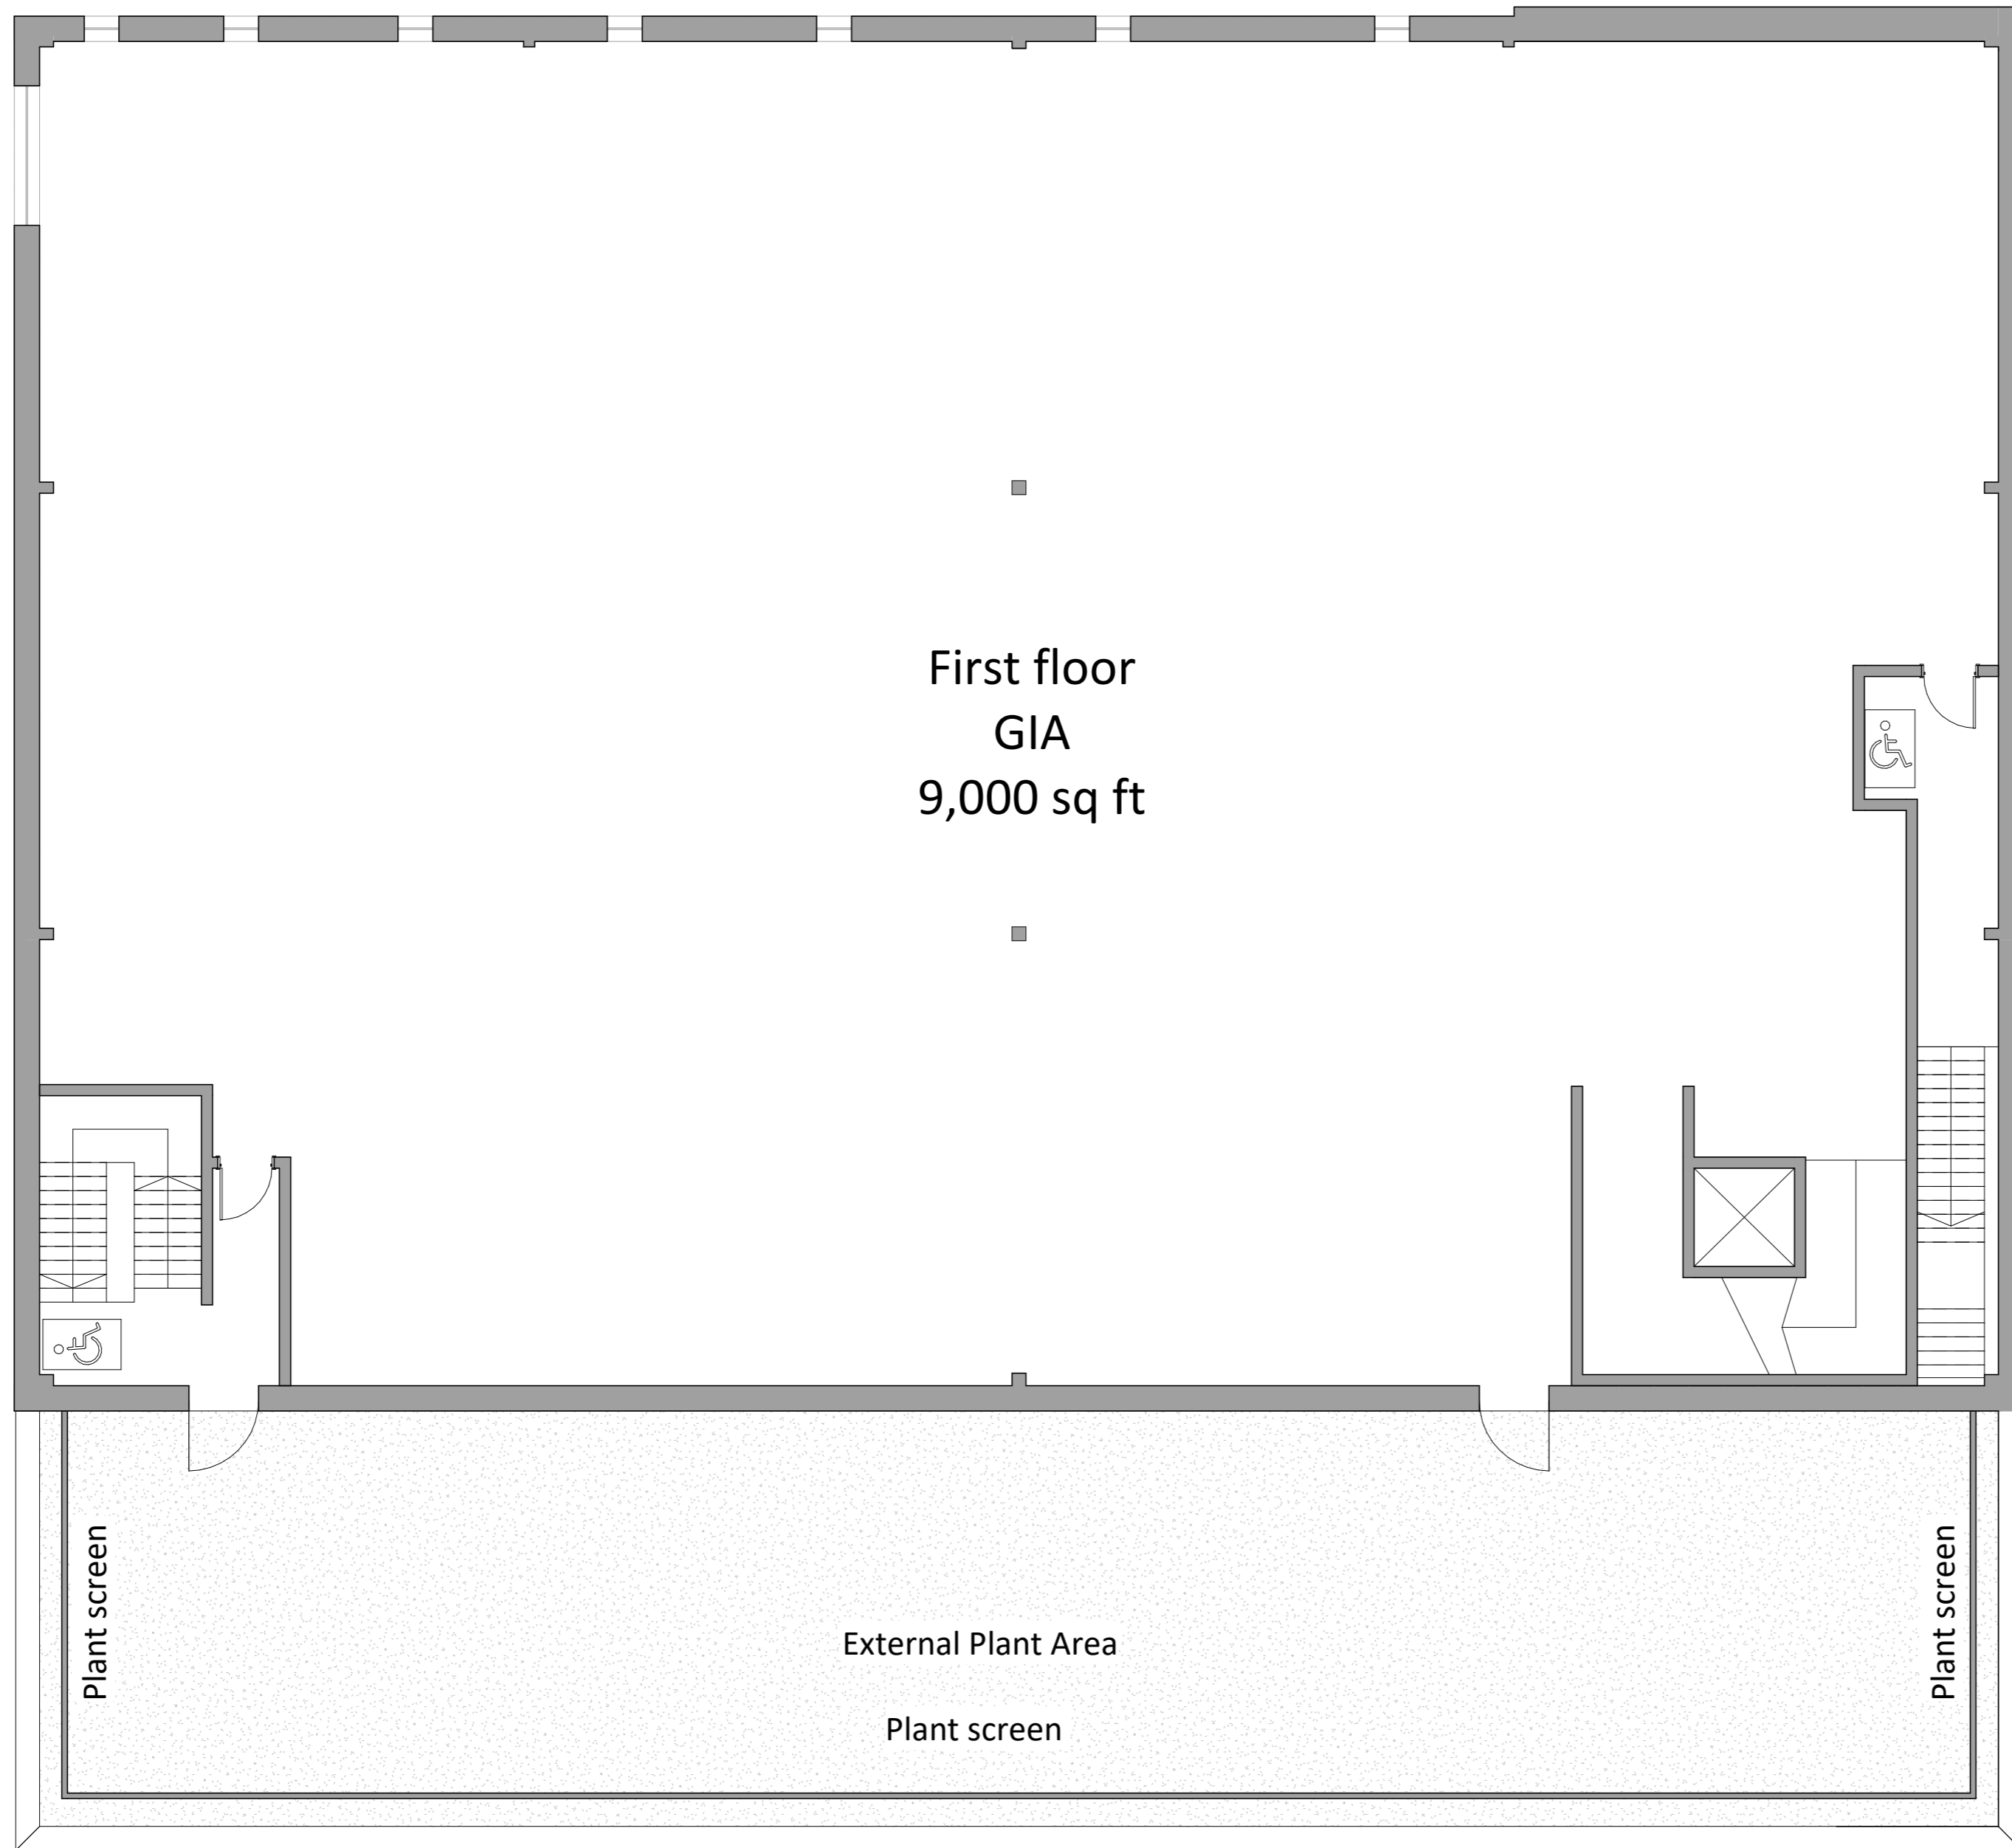 First floor
GIA
9,000 sq ft
Plant screen
Plant screen
External Plant Area
Plant screen